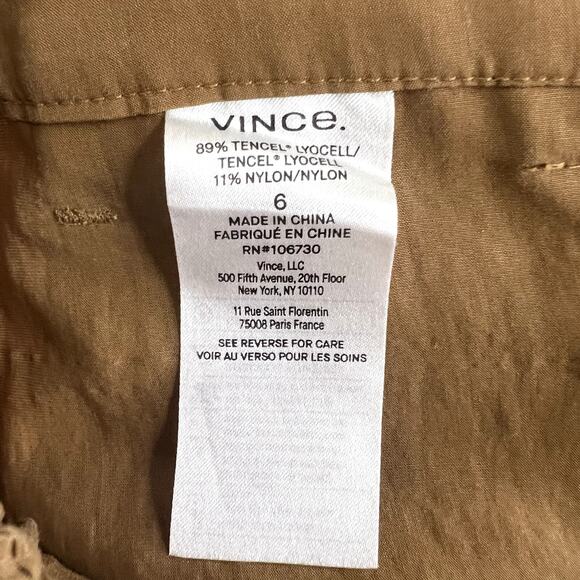 VINCe.
89% TENCEL® LYOCELL/
TENCEL® LYOCELL
11% NYLON/NYLON
6
MADE IN CHINA
FABRIQUÉ EN CHINE
RN#106730
Vince, LLC
500 Fifth Avenue, 20th Floor
New York, NY 10110
11 Rue Saint Florentin
75008 Paris France
SEE REVERSE FOR CARE
VOIR AU VERSO POUR LES SOINS